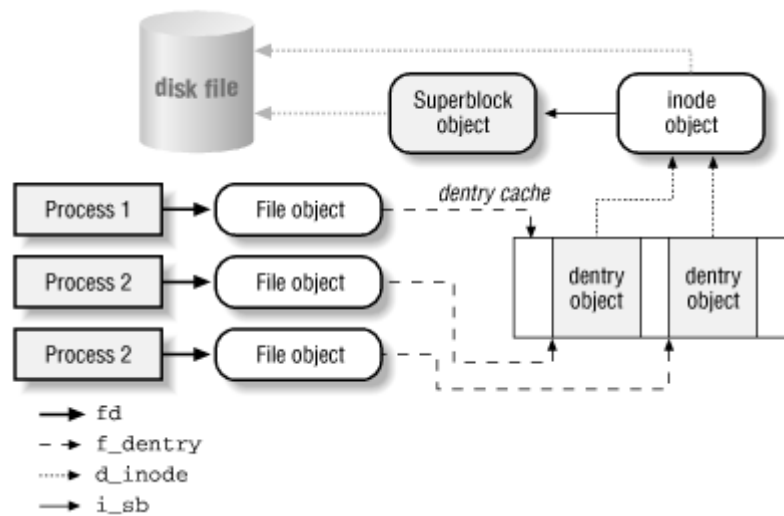 disk file
Superblock
object
inode
object
dentry cache
Process 1
File object
Process 2
File object
dentry
object
dentry
object
Process 2
File object
fd
f_dentry
d_inode
i_sb